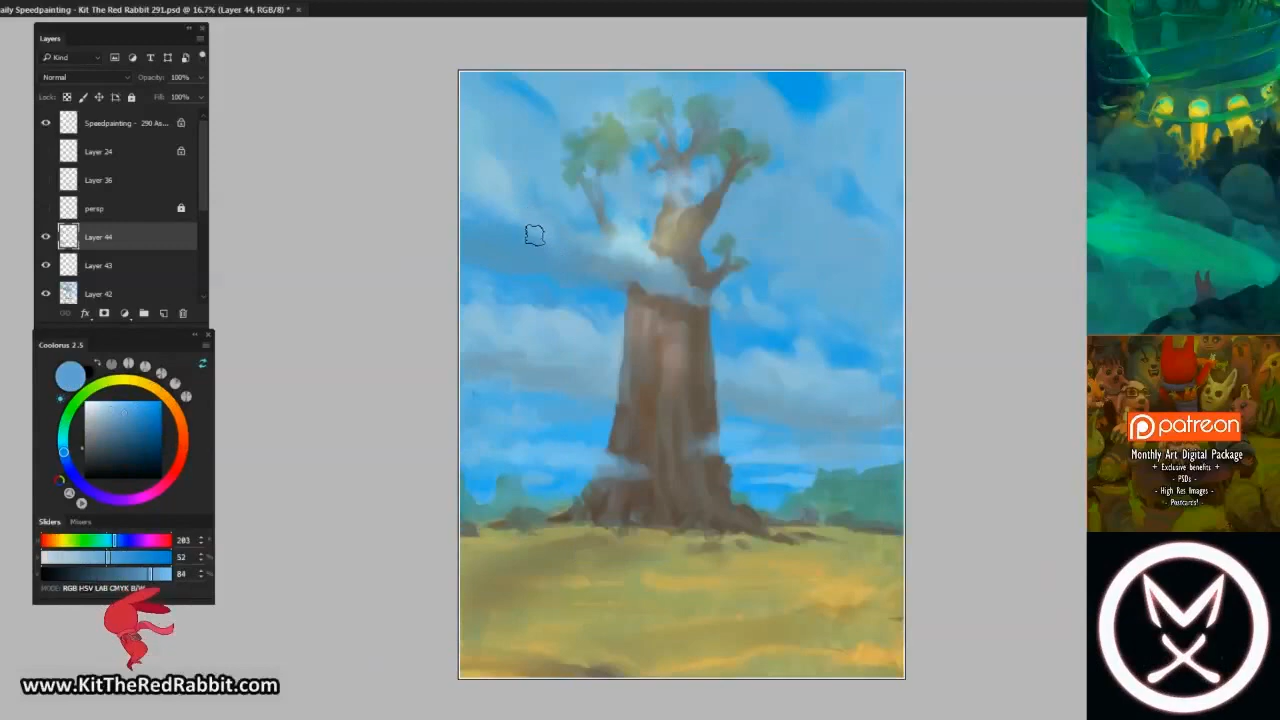 aily Speedpainting - Kit The Red Rabbit 291.psd @ 16.7% (Layer 44, RGB/8) *
Layers
Kind
Normal Opacity: 100%
Lock: Fill: 100%
Speedpainting - 290 As...
Layer 24
Layer 36
persp
Layer 44
Layer 43
Layer 42
fx
Coolorus 2.5
Sliders Mixers
203
52 %
84 %
MODE: RGB HSV LAB CMYK
www.KitTheRedRabbit.com
patreon
Monthly Art Digital Package
+ Exclusive benefits +
- PSDs -
- High Res Images -
- Postcards! -